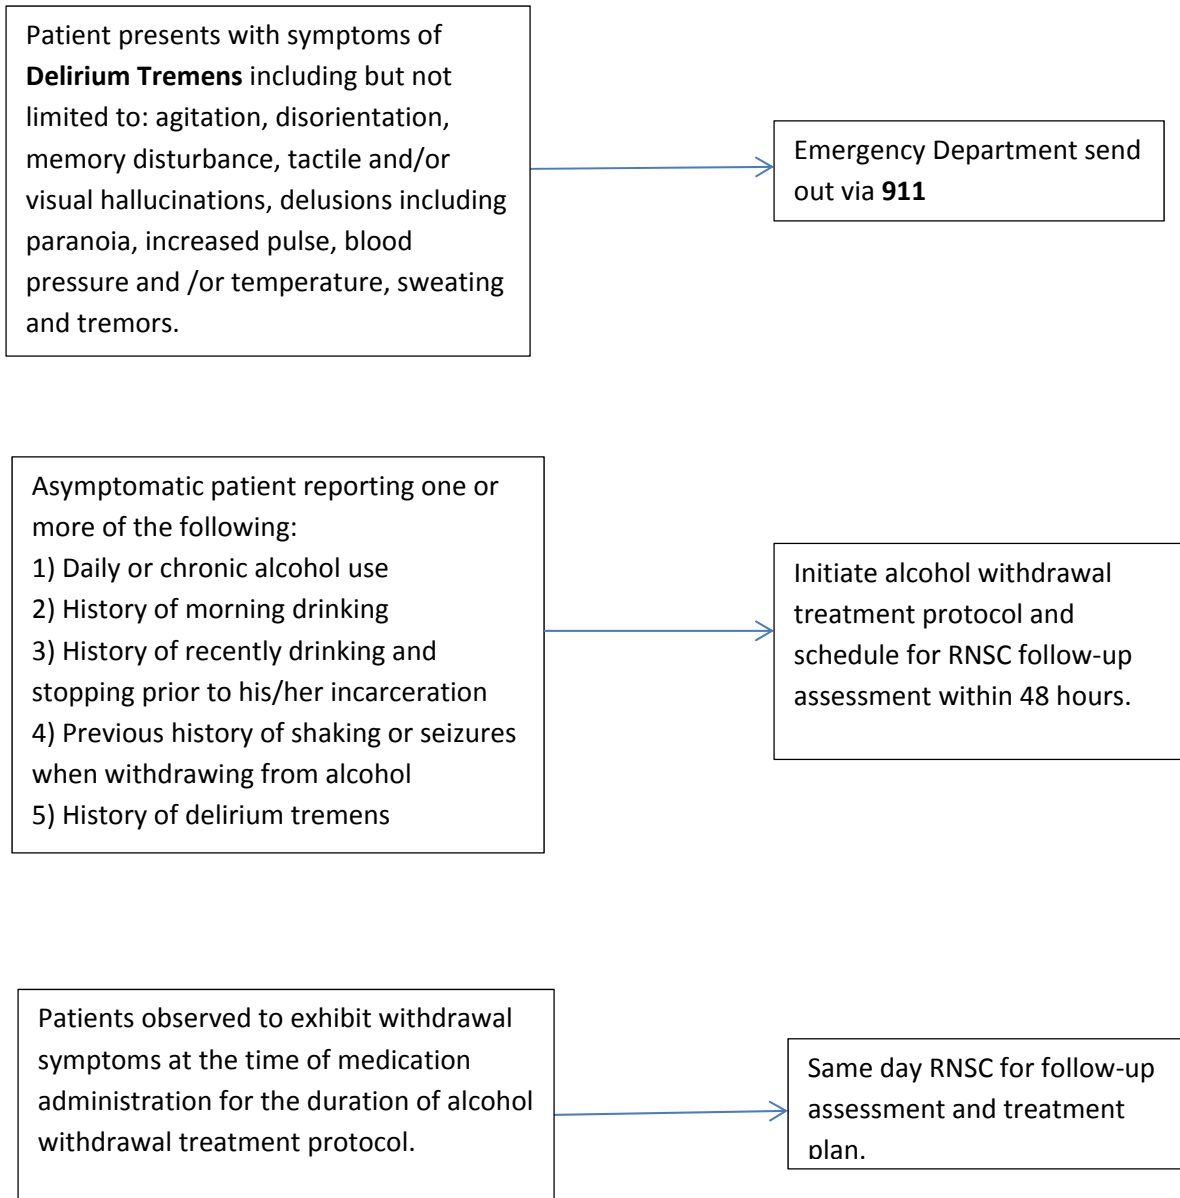 Patient presents with symptoms of
Delirium Tremens including but not
limited to: agitation, disorientation,
memory disturbance, tactile and/or
visual hallucinations, delusions including
paranoia, increased pulse, blood
pressure and /or temperature, sweating
and tremors.
Emergency Department send
out via 911
Asymptomatic patient reporting one or
more of the following:
1) Daily or chronic alcohol use
2) History of morning drinking
3) History of recently drinking and
stopping prior to his/her incarceration
4) Previous history of shaking or seizures
when withdrawing from alcohol
5) History of delirium tremens
Initiate alcohol withdrawal
treatment protocol and
schedule for RNSC follow-up
assessment within 48 hours.
Patients observed to exhibit withdrawal
symptoms at the time of medication
administration for the duration of alcohol
withdrawal treatment protocol.
Same day RNSC for follow-up
assessment and treatment
plan.